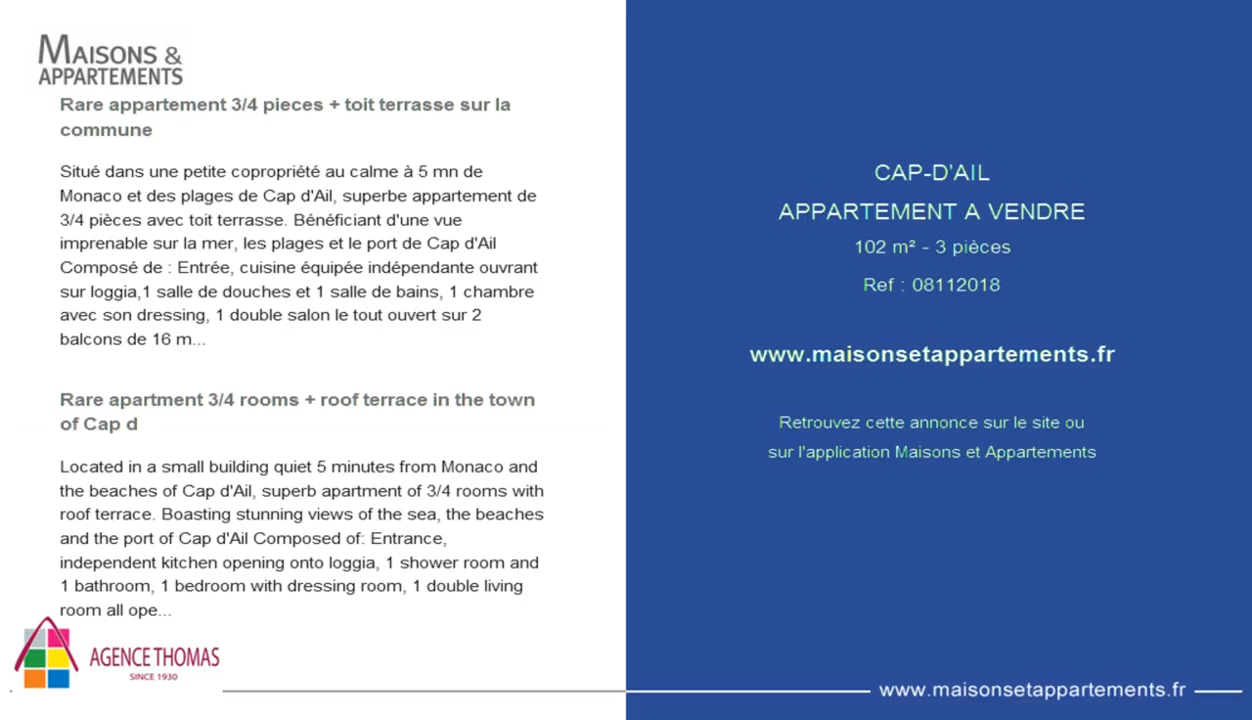 MAISONS &
APPARTEMENTS
Rare appartement 3/4 pieces + toit terrasse sur la
commune
Situé dans une petite copropriété au calme à 5 mn de
Monaco et des plages de Cap d'Ail, superbe appartement de
3/4 pièces avec toit terrasse. Bénéficiant d'une vue
imprenable sur la mer, les plages et le port de Cap d'Ail
Composé de : Entrée, cuisine équipée indépendante ouvrant
sur loggia,1 salle de douches et 1 salle de bains, 1 chambre
avec son dressing, 1 double salon le tout ouvert sur 2
balcons de 16 m...
Rare apartment 3/4 rooms + roof terrace in the town
of Cap d
Located in a small building quiet 5 minutes from Monaco and
the beaches of Cap d'Ail, superb apartment of 3/4 rooms with
roof terrace. Boasting stunning views of the sea, the beaches
and the port of Cap d'Ail Composed of: Entrance,
independent kitchen opening onto loggia, 1 shower room and
1 bathroom, 1 bedroom with dressing room, 1 double living
room all ope...
AGENCE THOMAS
SINCE 1930
CAP-D'AIL
APPARTEMENT A VENDRE
102 m² - 3 pièces
Ref : 08112018
www.maisonsetappartements.fr
Retrouvez cette annonce sur le site ou
sur l'application Maisons et Appartements
www.maisonsetappartements.fr